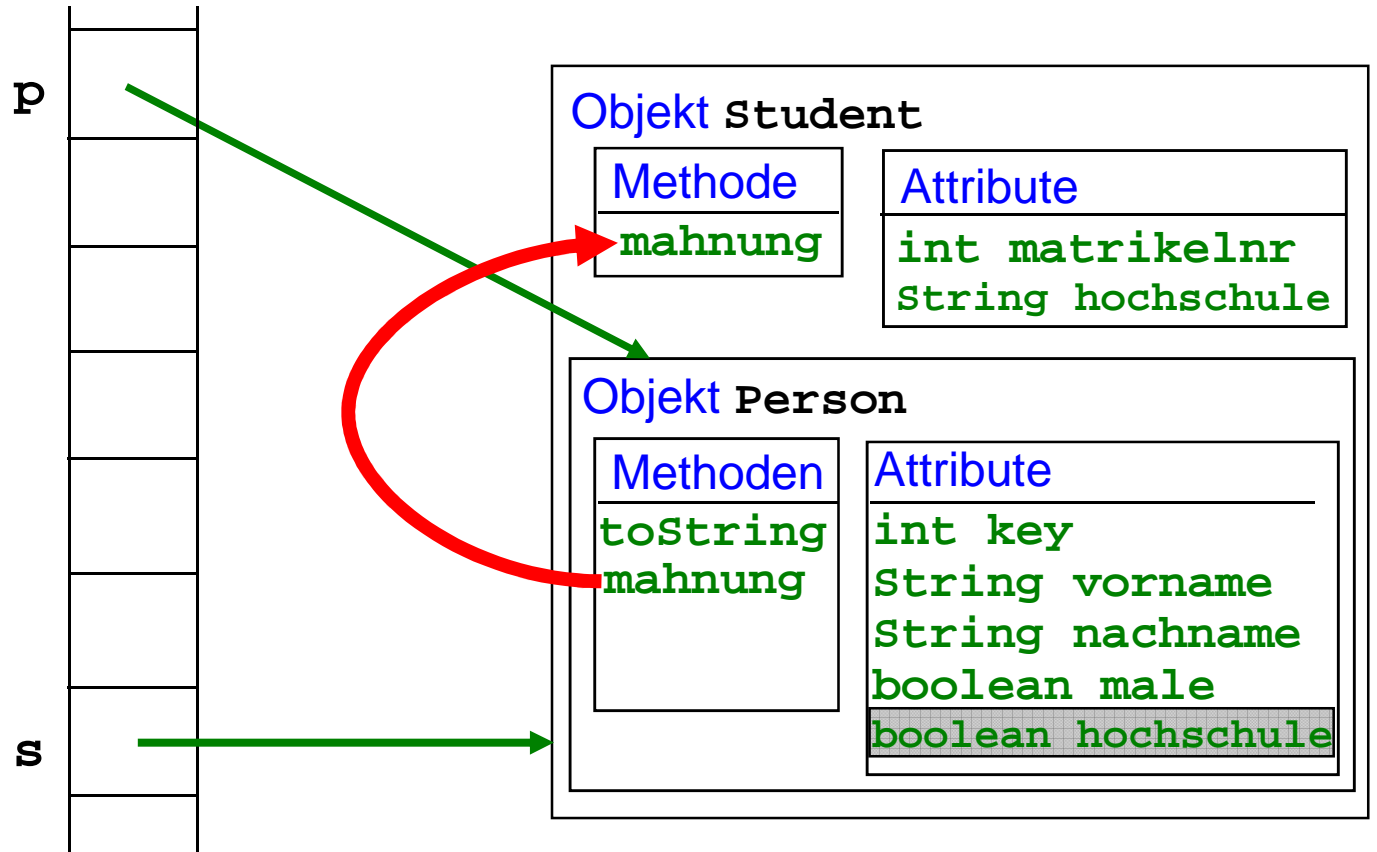 p
Objekt Student
Methode
mahnung
Attribute
int matrikelnr
String hochschule
Objekt Person
Methoden
toString
mahnung
Attribute
int key
String vorname
String nachname
boolean male
boolean hochschule
s